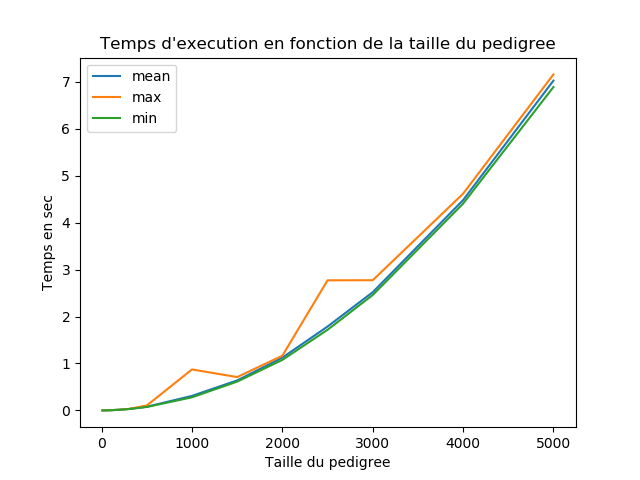 Temps d'execution en fonction de la taille du pedigree
mean
max
min
7
6
5
4
3
2
1
0
Temps en sec
0 1000 2000 3000 4000 5000
Taille du pedigree